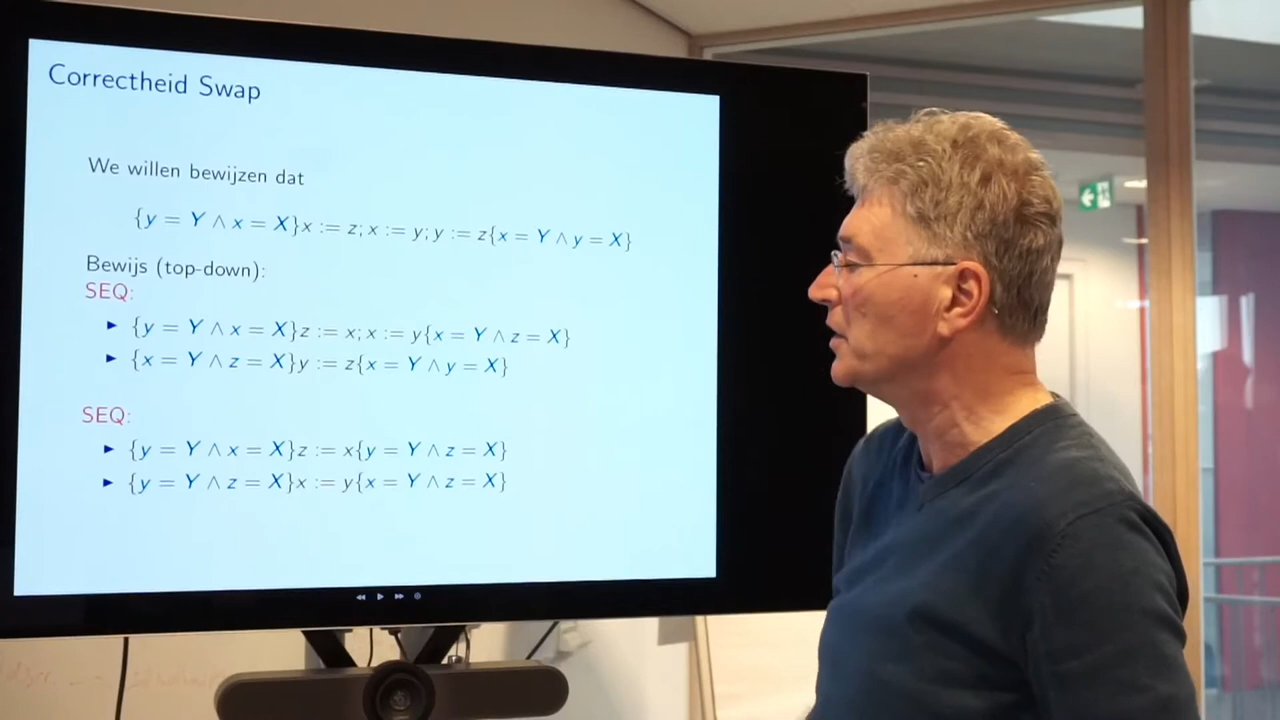 Correctheid Swap
We willen bewijzen dat
{y = Y ∧ x = X}x := z; x := y; y := z{x = Y ∧ y = X}
Bewijs (top-down):
SEQ:
▶ {y = Y ∧ x = X}z := x; x := y{x = Y ∧ z = X}
▶ {x = Y ∧ z = X}y := z{x = Y ∧ y = X}
SEQ:
▶ {y = Y ∧ x = X}z := x{y = Y ∧ z = X}
▶ {y = Y ∧ z = X}x := y{x = Y ∧ z = X}